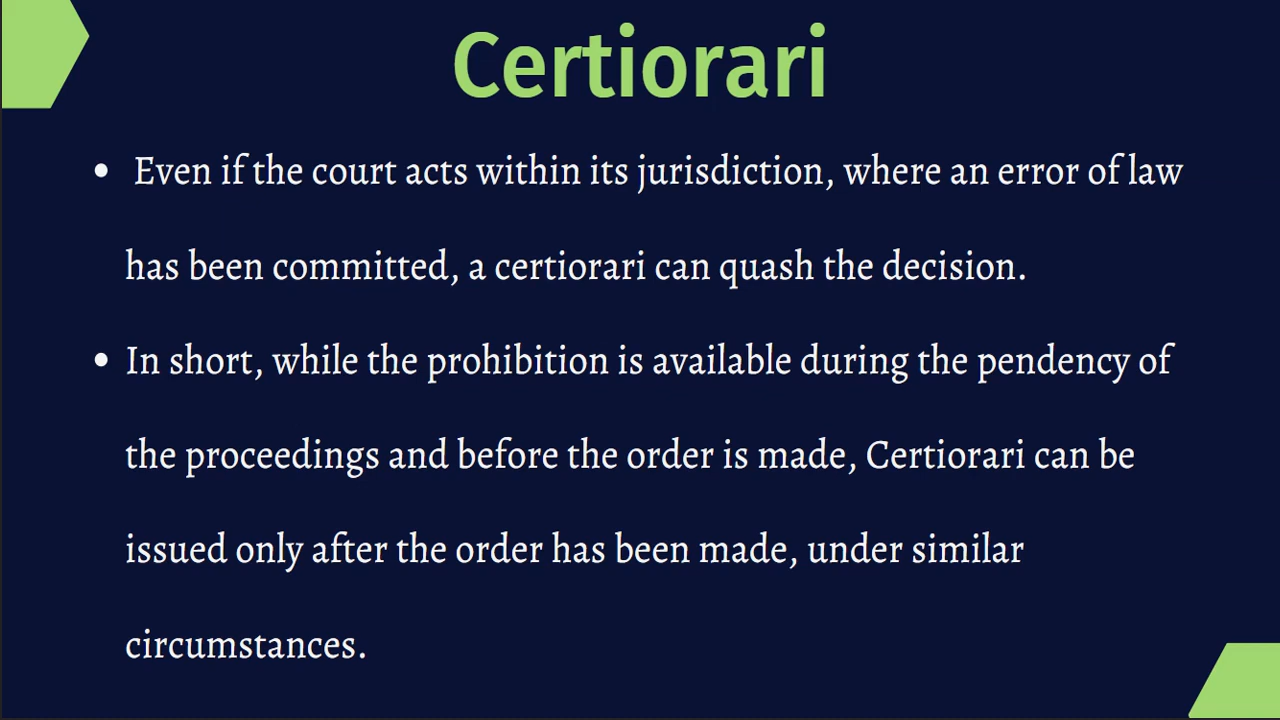 Certiorari
• Even if the court acts within its jurisdiction, where an error of law
has been committed, a certiorari can quash the decision.
• In short, while the prohibition is available during the pendency of
the proceedings and before the order is made, Certiorari can be
issued only after the order has been made, under similar
circumstances.